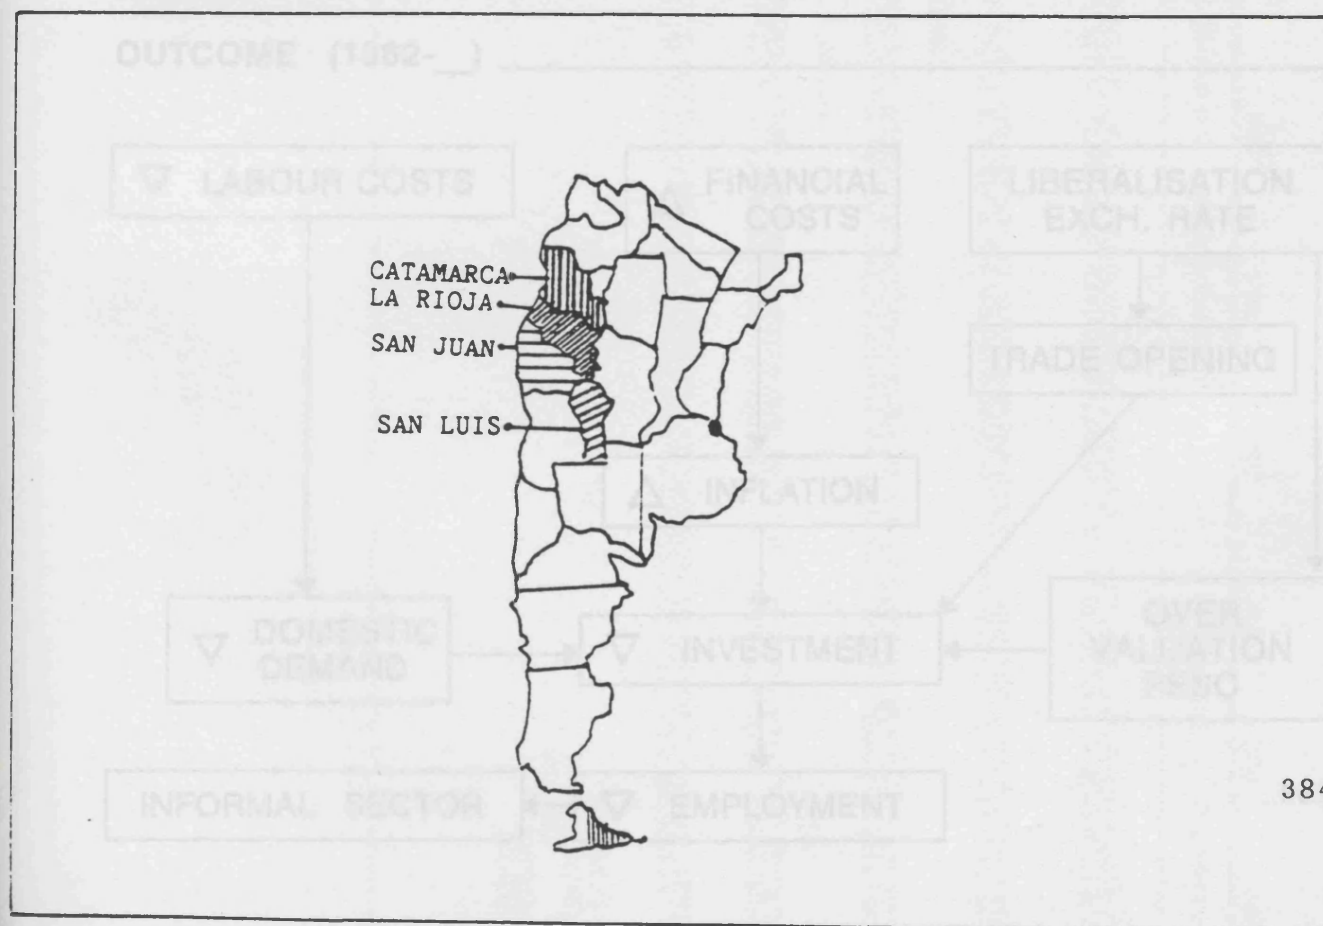 OUTCOME (1982-__)
▽ LABOUR COSTS
FINANCIAL
COSTS
LIBERALISATION
EXCH. RATE
CATAMARCA
LA RIOJA
SAN JUAN
TRADE OPENING
SAN LUIS
△ INFLATION
▽ DOMESTIC
DEMAND
▽ INVESTMENT
OVER
VALUATION
PESO
INFORMAL SECTOR
▽ EMPLOYMENT
384